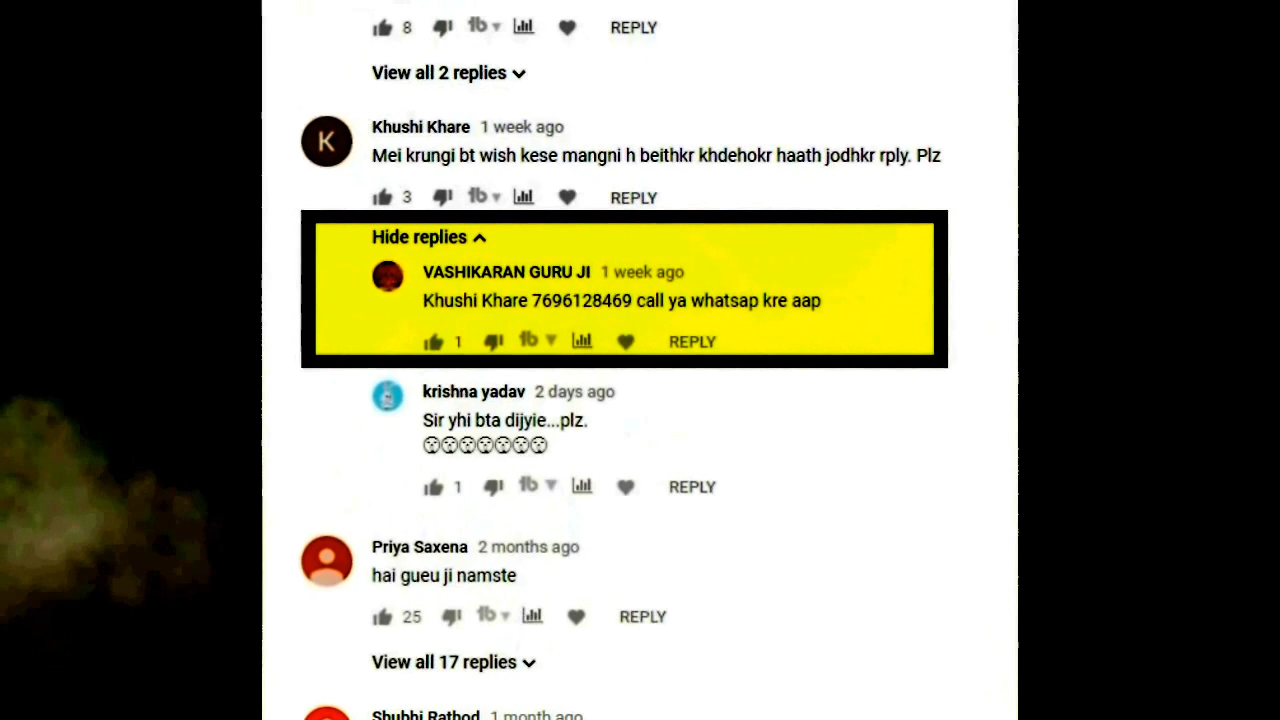 8 REPLY
View all 2 replies
K
Khushi Khare 1 week ago
Mei krungi bt wish kese mangni h beithkr khdehokr haath jodhkr rply. Plz
3 REPLY
Hide replies
VASHIKARAN GURU JI 1 week ago
Khushi Khare 7696128469 call ya whatsap kre aap
1 REPLY
krishna yadav 2 days ago
Sir yhi bta dijyie...plz.
1 REPLY
Priya Saxena 2 months ago
hai gueu ji namste
25 REPLY
View all 17 replies
Shubhi Rathod 1 month ago